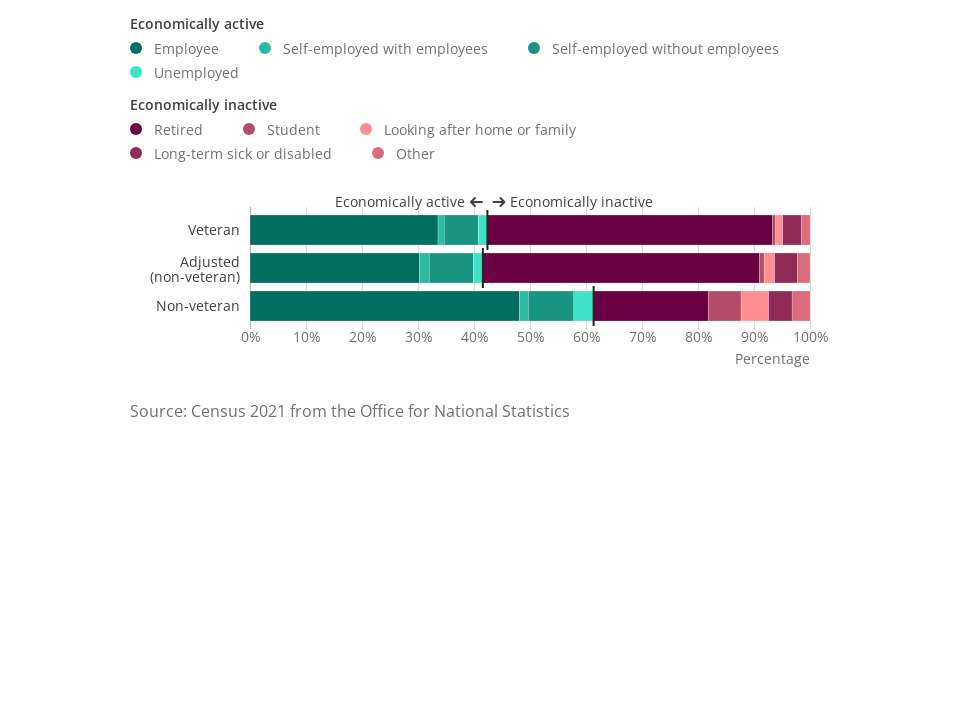 Economically active
Employee Self-employed with employees Self-employed without employees
Unemployed
Economically inactive
Retired Student Looking after home or family
Long-term sick or disabled Other
Economically active ← → Economically inactive
Veteran
Adjusted
(non-veteran)
Non-veteran
0% 10% 20% 30% 40% 50% 60% 70% 80% 90% 100%
Percentage
Source: Census 2021 from the Office for National Statistics